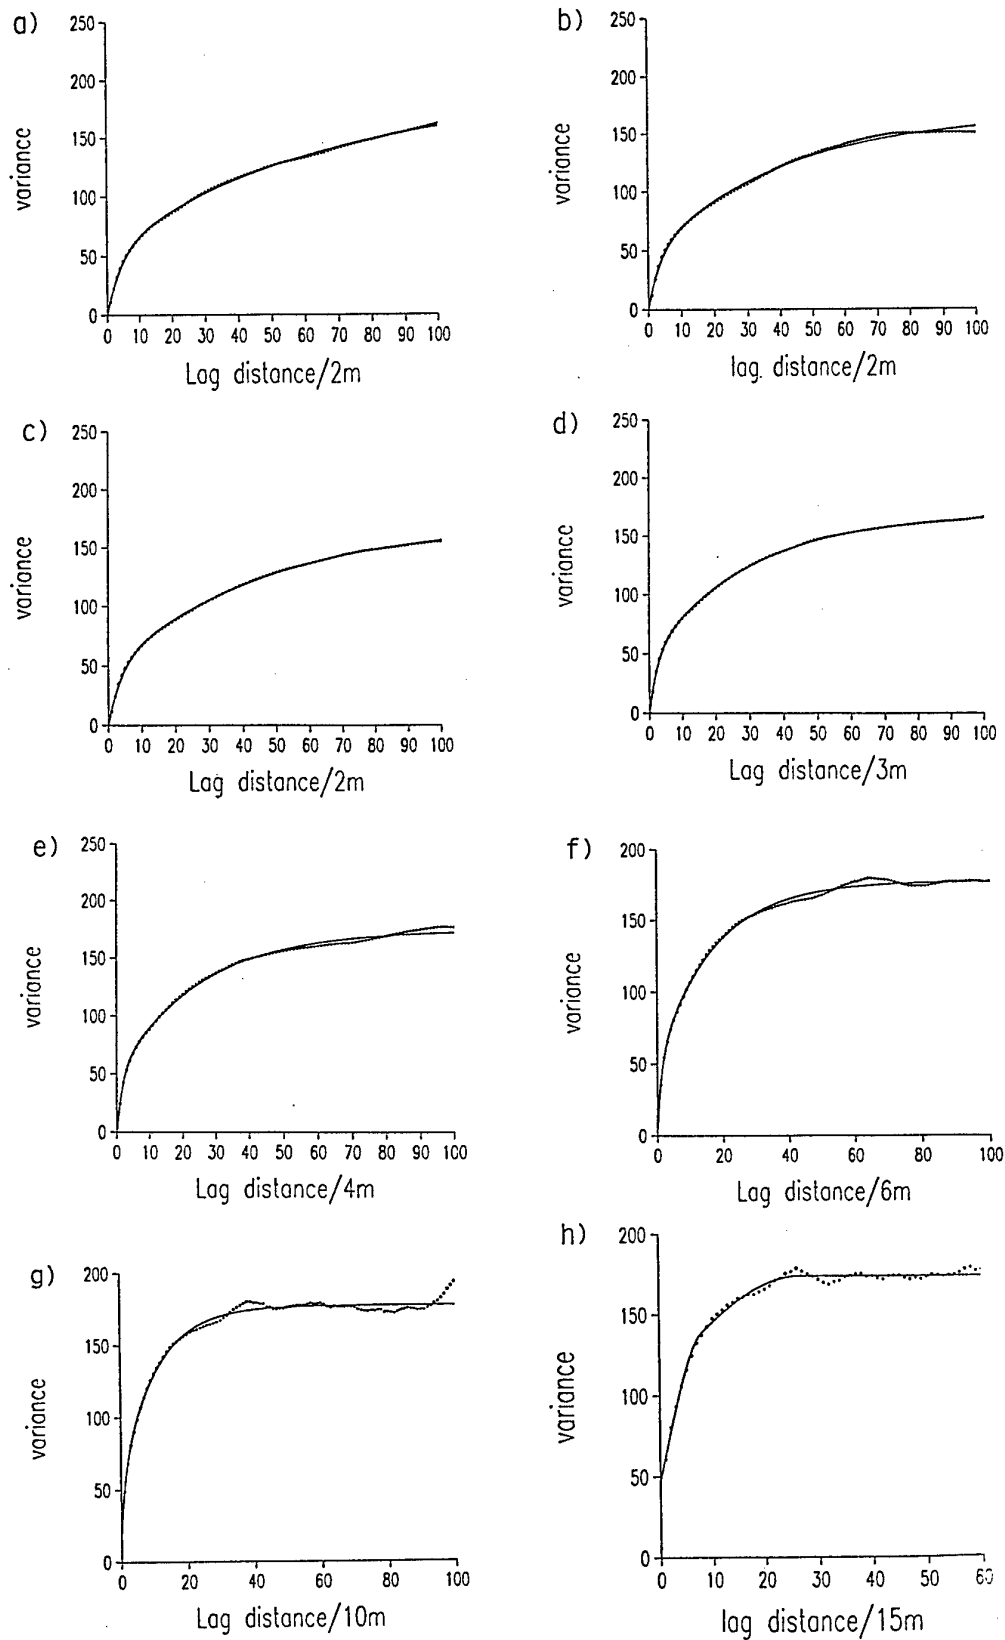 a)
250
200
150
100
50
0
variance
0 10 20 30 40 50 60 70 80 90 100
Lag distance/2m
b)
250
200
150
100
50
0
variance
0 10 20 30 40 50 60 70 80 90 100
lag. distance/2m
c)
250
200
150
100
50
0
variance
0 10 20 30 40 50 60 70 80 90 100
Lag distance/2m
d)
250
200
150
100
50
0
variance
0 10 20 30 40 50 60 70 80 90 100
Lag distance/3m
e)
250
200
150
100
50
0
variance
0 10 20 30 40 50 60 70 80 90 100
Lag distance/4m
f)
200
150
100
50
0
variance
0 20 40 60 80 100
Lag distance/6m
g)
200
150
100
50
0
variance
0 20 40 60 80 100
Lag distance/10m
h)
200
150
100
50
0
variance
0 10 20 30 40 50 60
lag distance/15m